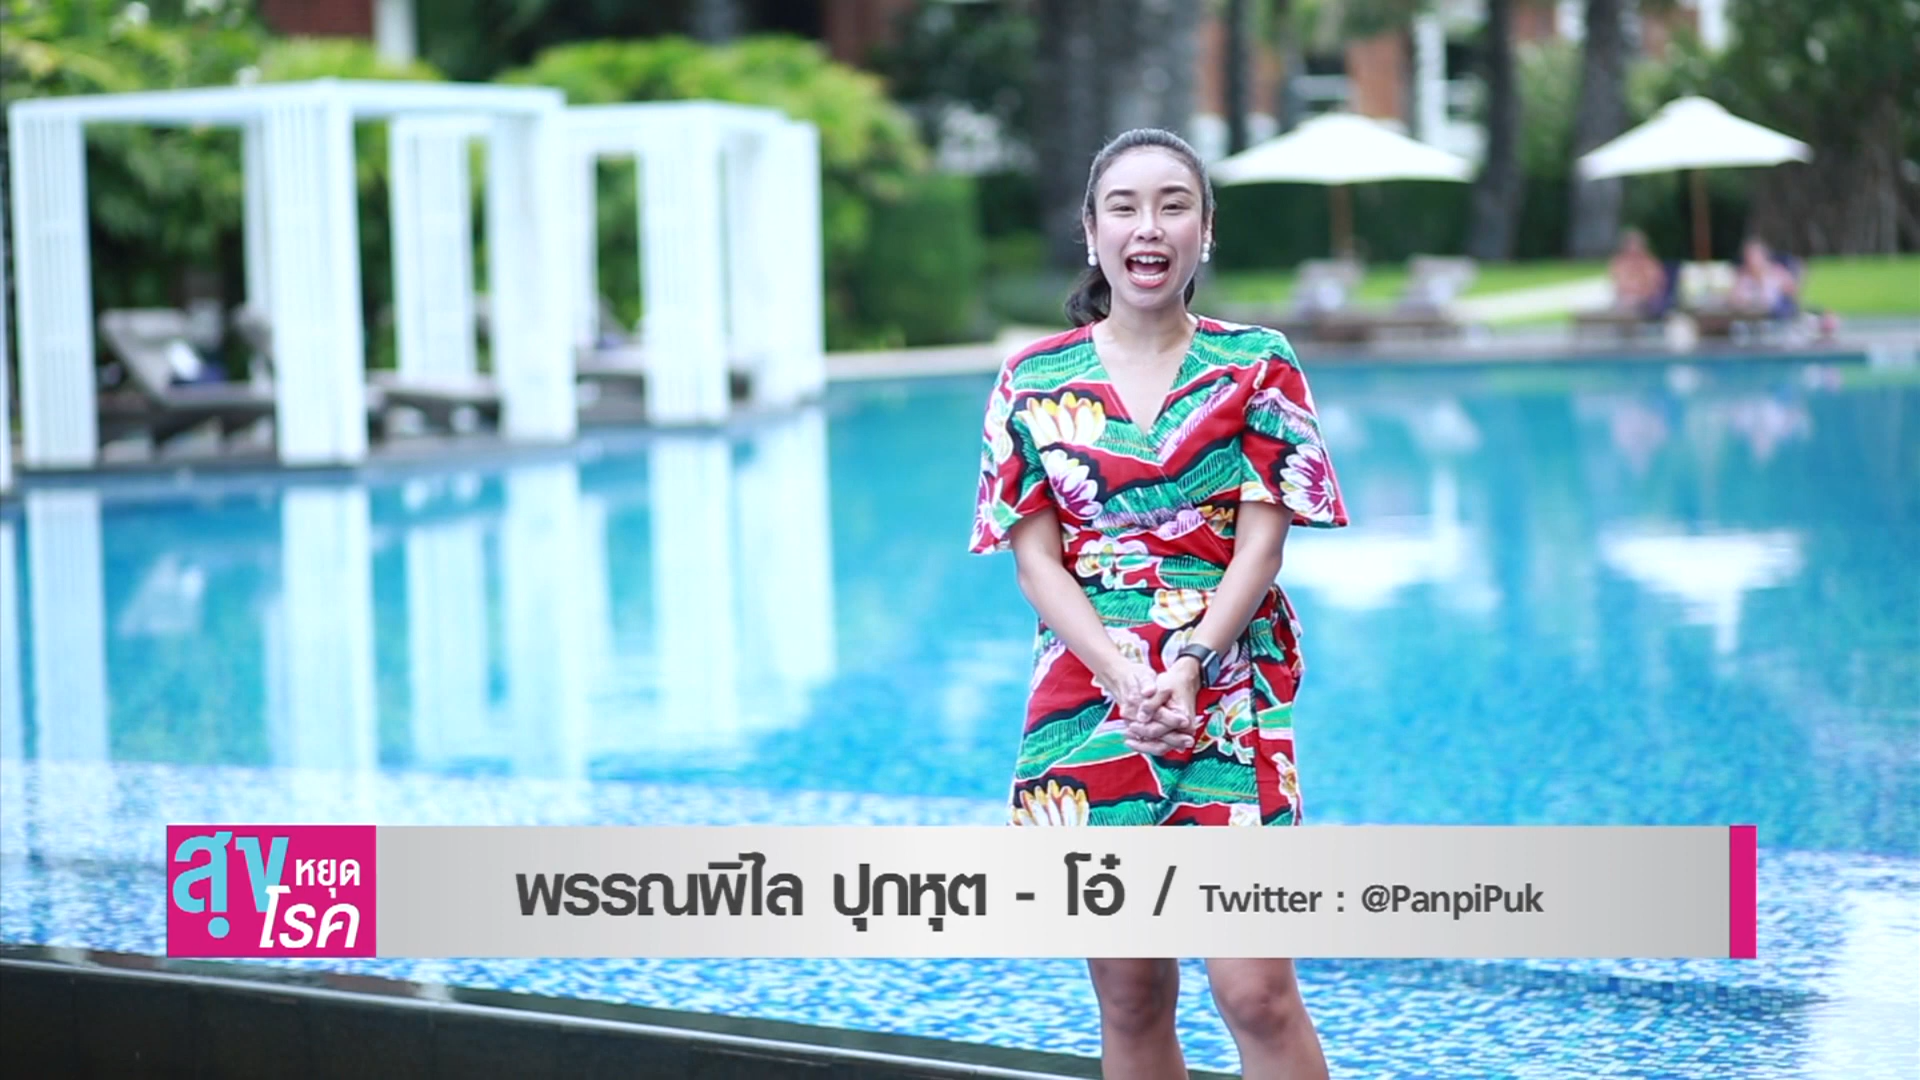 สุขหยุดโรค
พรรณพิไล ปุกหุต - โอ๋ / Twitter : @PanpiPuk